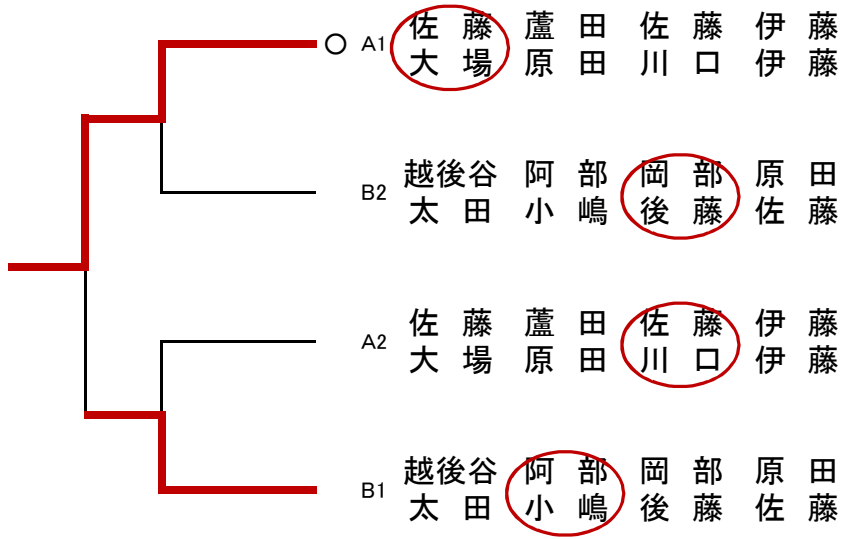 ○ A1 佐藤 蘆田 佐藤 伊藤
大場 原田 川口 伊藤
B2 越後谷 阿部 岡部 原田
太田 小嶋 後藤 佐藤
A2 佐藤 蘆田 佐藤 伊藤
大場 原田 川口 伊藤
B1 越後谷 阿部 岡部 原田
太田 小嶋 後藤 佐藤